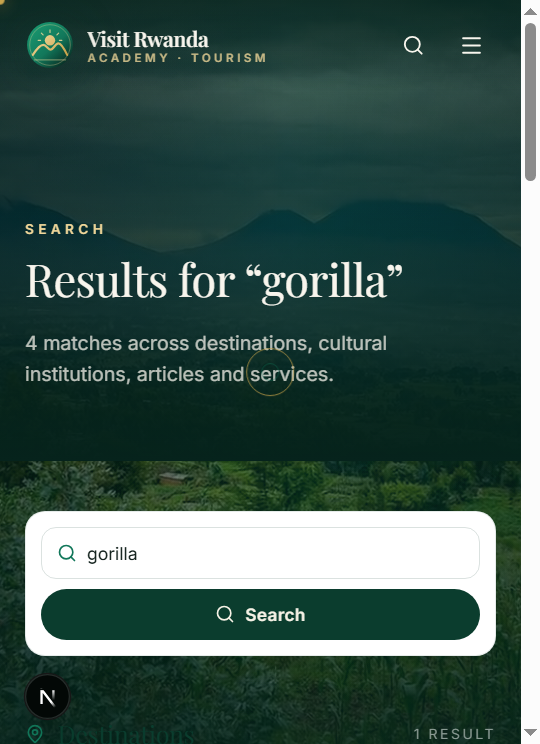 Visit Rwanda
ACADEMY · TOURISM
SEARCH
Results for “gorilla”
4 matches across destinations, cultural
institutions, articles and services.
gorilla
Search
N
Destinations
1 RESULT